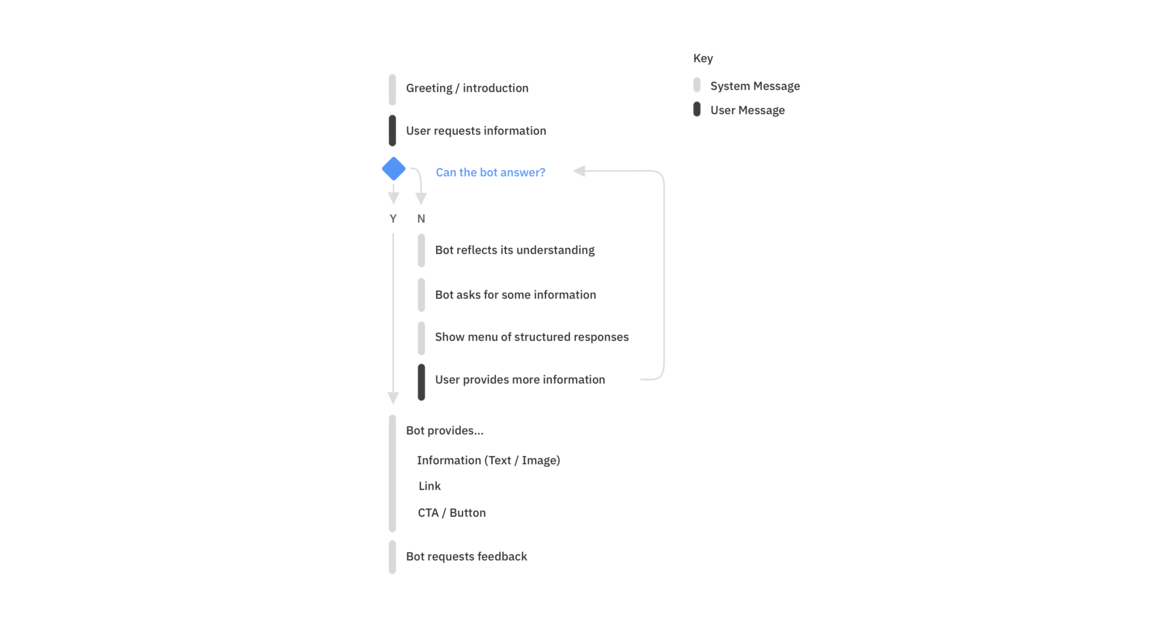 Key
System Message
User Message
Greeting / introduction
User requests information
Can the bot answer?
Y
N
Bot reflects its understanding
Bot asks for some information
Show menu of structured responses
User provides more information
Bot provides...
Information (Text / Image)
Link
CTA / Button
Bot requests feedback